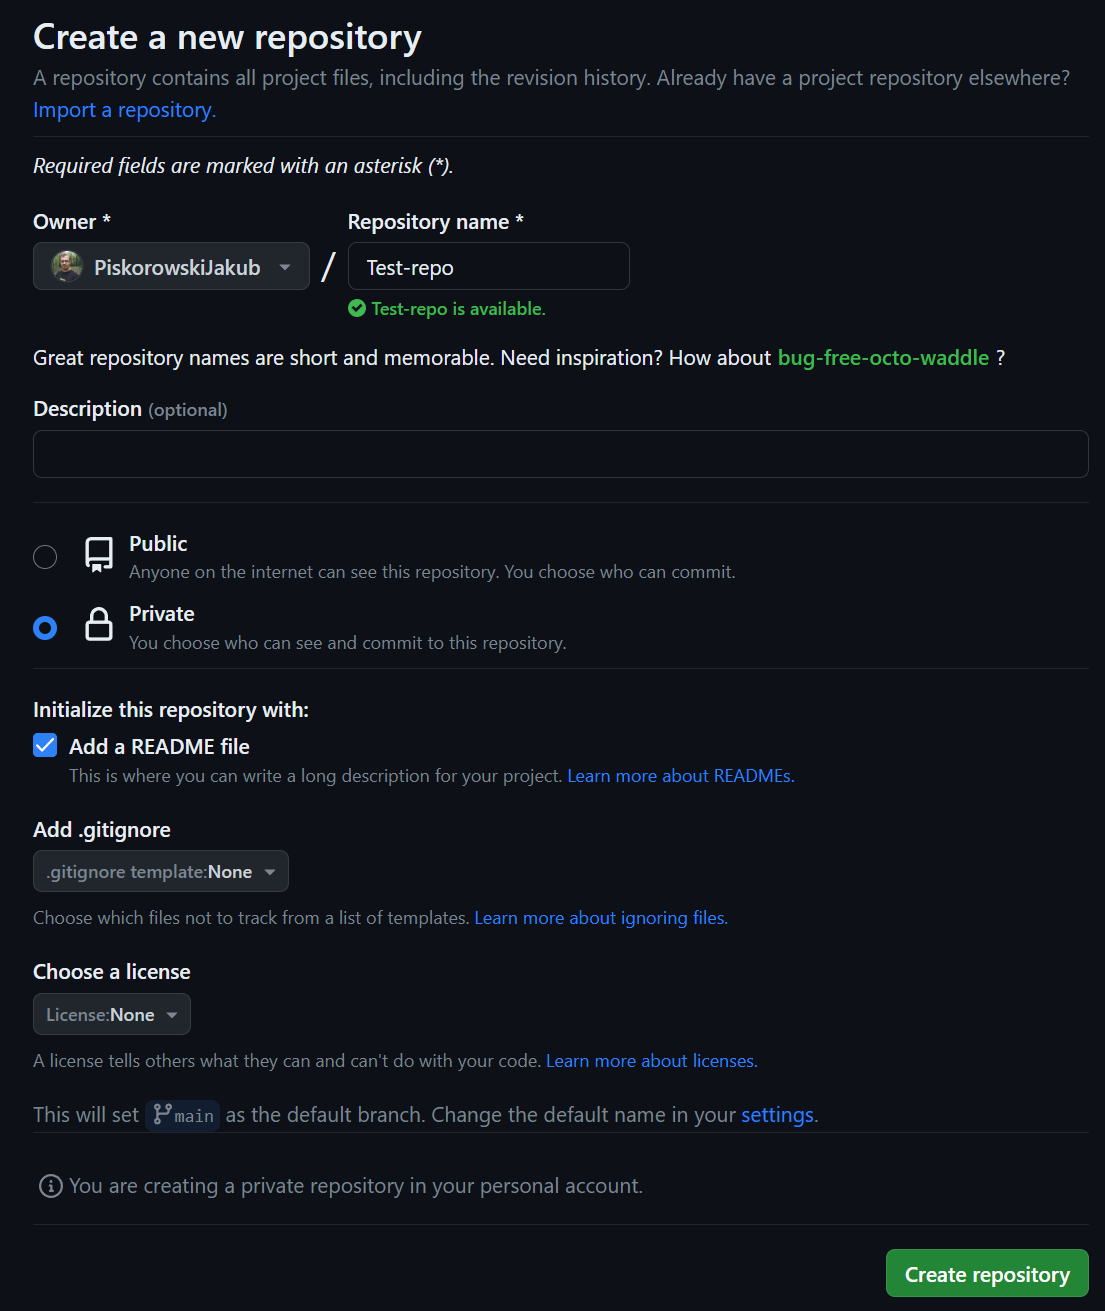 Create a new repository
A repository contains all project files, including the revision history. Already have a project repository elsewhere?
Import a repository.
Required fields are marked with an asterisk (*).
Owner *
Repository name *
PiskorowskiJakub
/
Test-repo
Test-repo is available.
Great repository names are short and memorable. Need inspiration? How about bug-free-octo-waddle ?
Description (optional)
Public
Anyone on the internet can see this repository. You choose who can commit.
Private
You choose who can see and commit to this repository.
Initialize this repository with:
Add a README file
This is where you can write a long description for your project. Learn more about READMEs.
Add .gitignore
.gitignore template:None
Choose which files not to track from a list of templates. Learn more about ignoring files.
Choose a license
License:None
A license tells others what they can and can't do with your code. Learn more about licenses.
This will set main as the default branch. Change the default name in your settings.
You are creating a private repository in your personal account.
Create repository